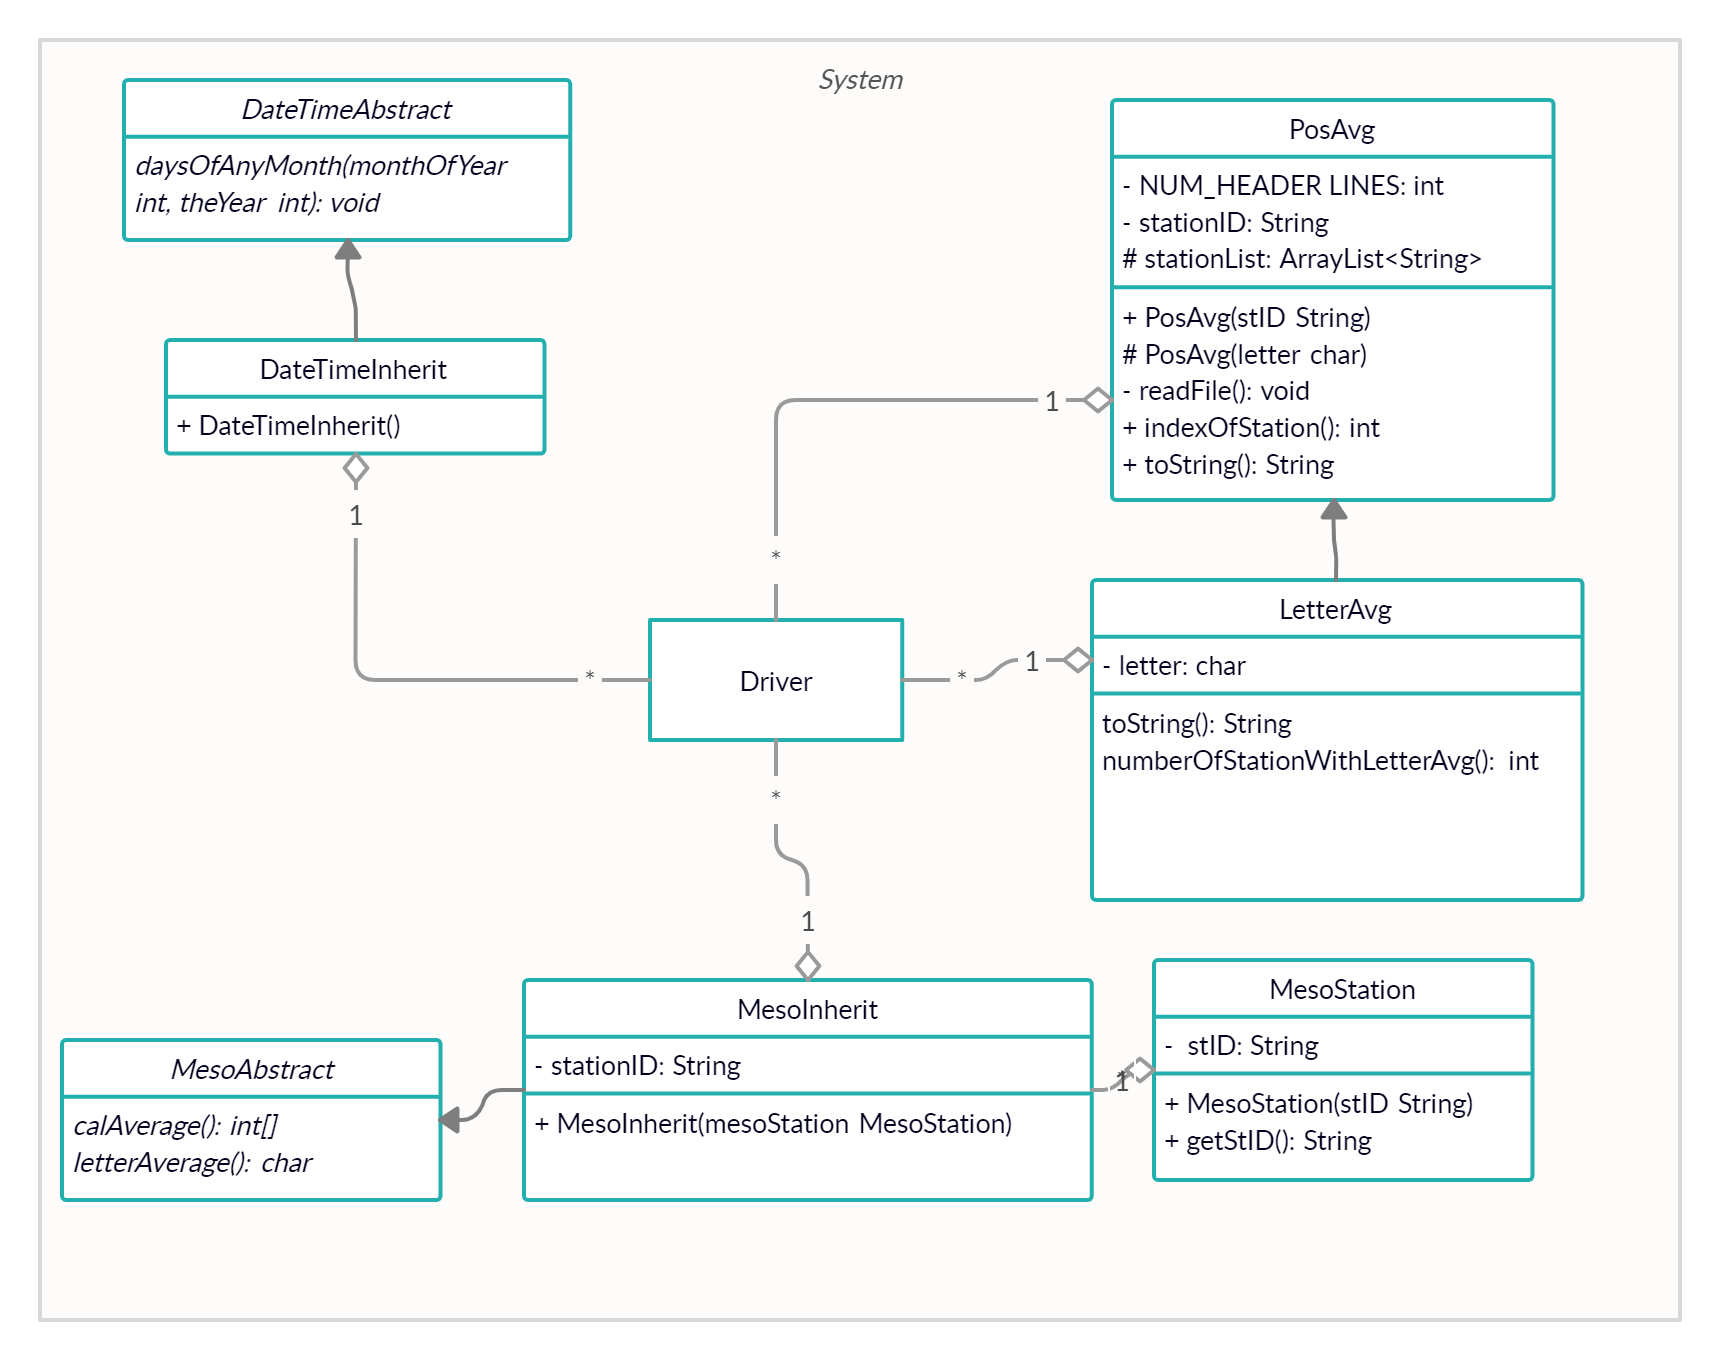 System
DateTimeAbstract
daysOfAnyMonth(monthOfYear
int, theYear int): void
DateTimeInherit
+ DateTimeInherit()
1
*
PosAvg
- NUM_HEADER LINES: int
- stationID: String
# stationList: ArrayList<String>
+ PosAvg(stID String)
# PosAvg(letter char)
- readFile(): void
+ indexOfStation(): int
+ toString(): String
1
*
Driver
LetterAvg
- letter: char
toString(): String
numberOfStationWithLetterAvg(): int
1
*
*
1
MesoInherit
- stationID: String
+ MesoInherit(mesoStation MesoStation)
MesoAbstract
calAverage(): int[]
letterAverage(): char
*
1
MesoStation
- stID: String
+ MesoStation(stID String)
+ getStID(): String